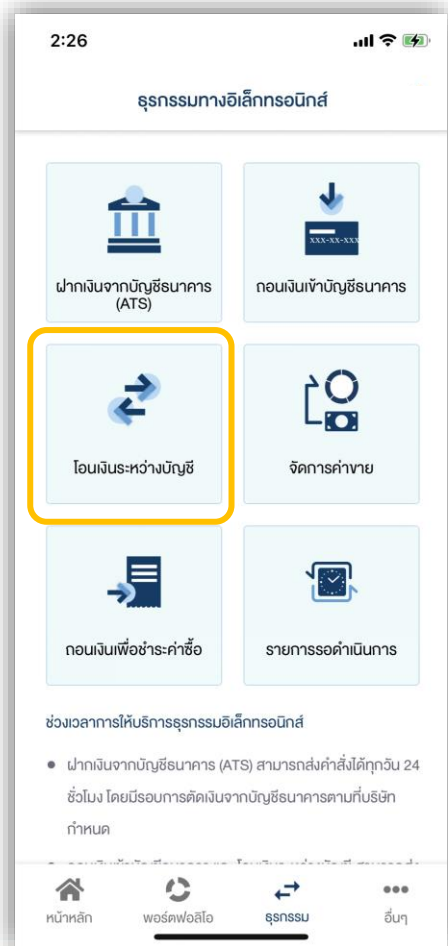 2:26
ธุรกรรมทางอิเล็กทรอนิกส์
ฝากเงินจากบัญชีธนาคาร
(ATS)
ถอนเงินเข้าบัญชีธนาคาร
XXX-XX-XXX
โอนเงินระหว่างบัญชี
จัดการค่าขาย
ถอนเงินเพื่อชำระค่าซื้อ
รายการรอดำเนินการ
ช่วงเวลาการให้บริการธุรกรรมอิเล็กทรอนิกส์
• ฝากเงินจากบัญชีธนาคาร (ATS) สามารถส่งคำสั่งได้ทุกวัน 24
ชั่วโมง โดยมีรอบการตัดเงินจากบัญชีธนาคารตามที่บริษัท
กำหนด
หน้าหลัก
พอร์ตฟอลิโอ
ธุรกรรม
อื่นๆ